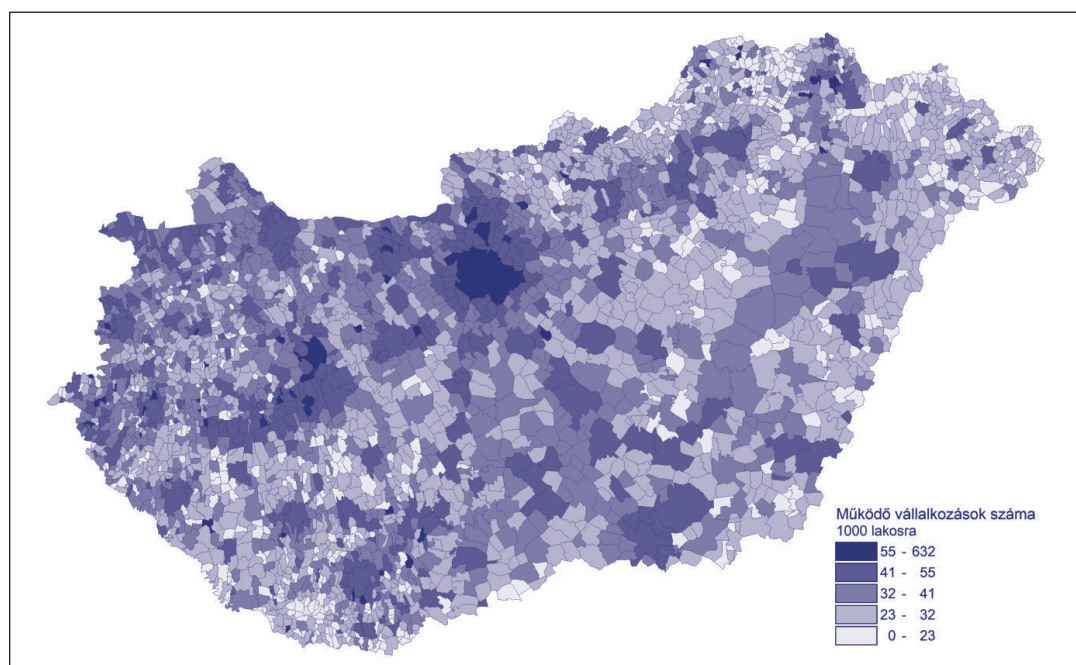 Működő vállalkozások száma
1000 lakosra
55 - 632
41 - 55
32 - 41
23 - 32
0 - 23